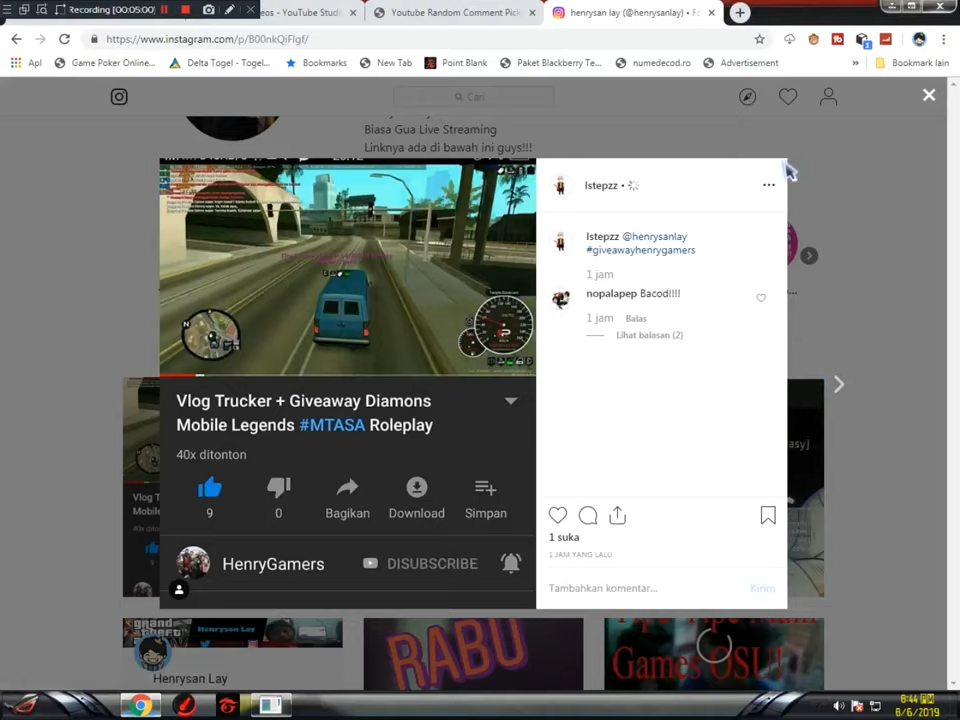 Recording [00:05:00]
eos - YouTube Studi
Youtube Random Comment Pick
henrysan lay (@henrysanlay) • Fo
https://www.instagram.com/p/B00nkQiFlgf/
Apl
Game Poker Online...
Delta Togel - Togel...
Bookmarks
New Tab
Point Blank
Paket Blackberry Te...
numedecod.ro
Advertisement
»
Bookmark lain
Cari
Biasa Gua Live Streaming
Linknya ada di bawah ini guys!!!
lstepzz •
lstepzz @henrysanlay
#giveawayhenrygamers
1 jam
nopalapep Bacod!!!!
1 jam Balas
Lihat balasan (2)
Vlog Trucker + Giveaway Diamons
Mobile Legends #MTASA Roleplay
40x ditonton
9
0
Bagikan
Download
Simpan
HenryGamers
DISUBSCRIBE
1 suka
1 JAM YANG LALU
Tambahkan komentar...
Kirim
Vlog T
Mobile
asyj
Henrysan Lay
Henrysan Lay
RABU
Games OSU!!
8:44 PM
8/6/2019